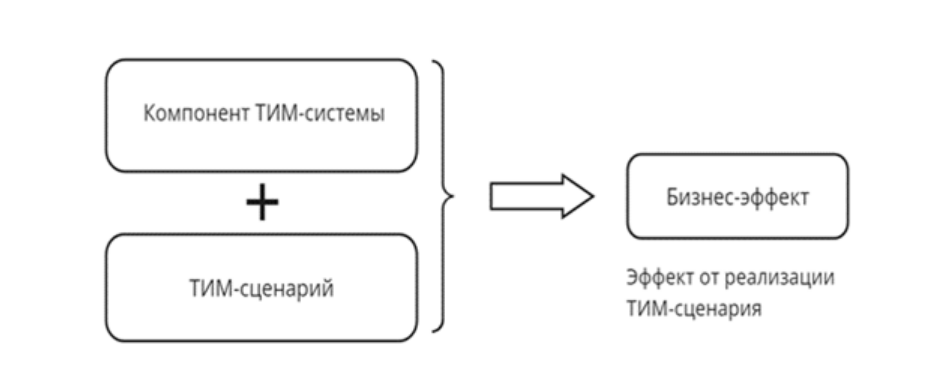 Компонент ТИМ-системы
+
ТИМ-сценарий
Бизнес-эффект
Эффект от реализации
ТИМ-сценария